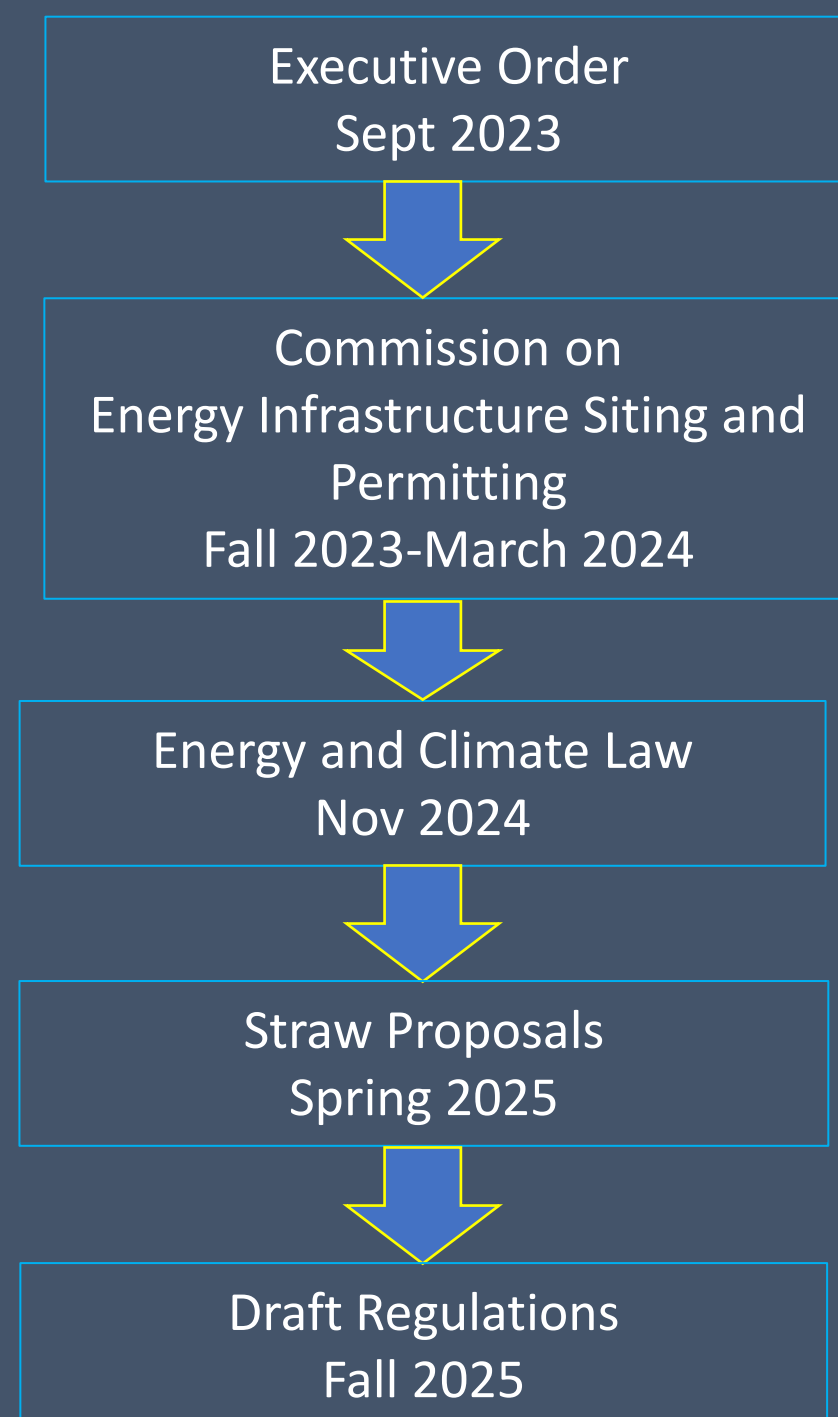 Executive Order
Sept 2023
Commission on
Energy Infrastructure Siting and
Permitting
Fall 2023-March 2024
Energy and Climate Law
Nov 2024
Straw Proposals
Spring 2025
Draft Regulations
Fall 2025